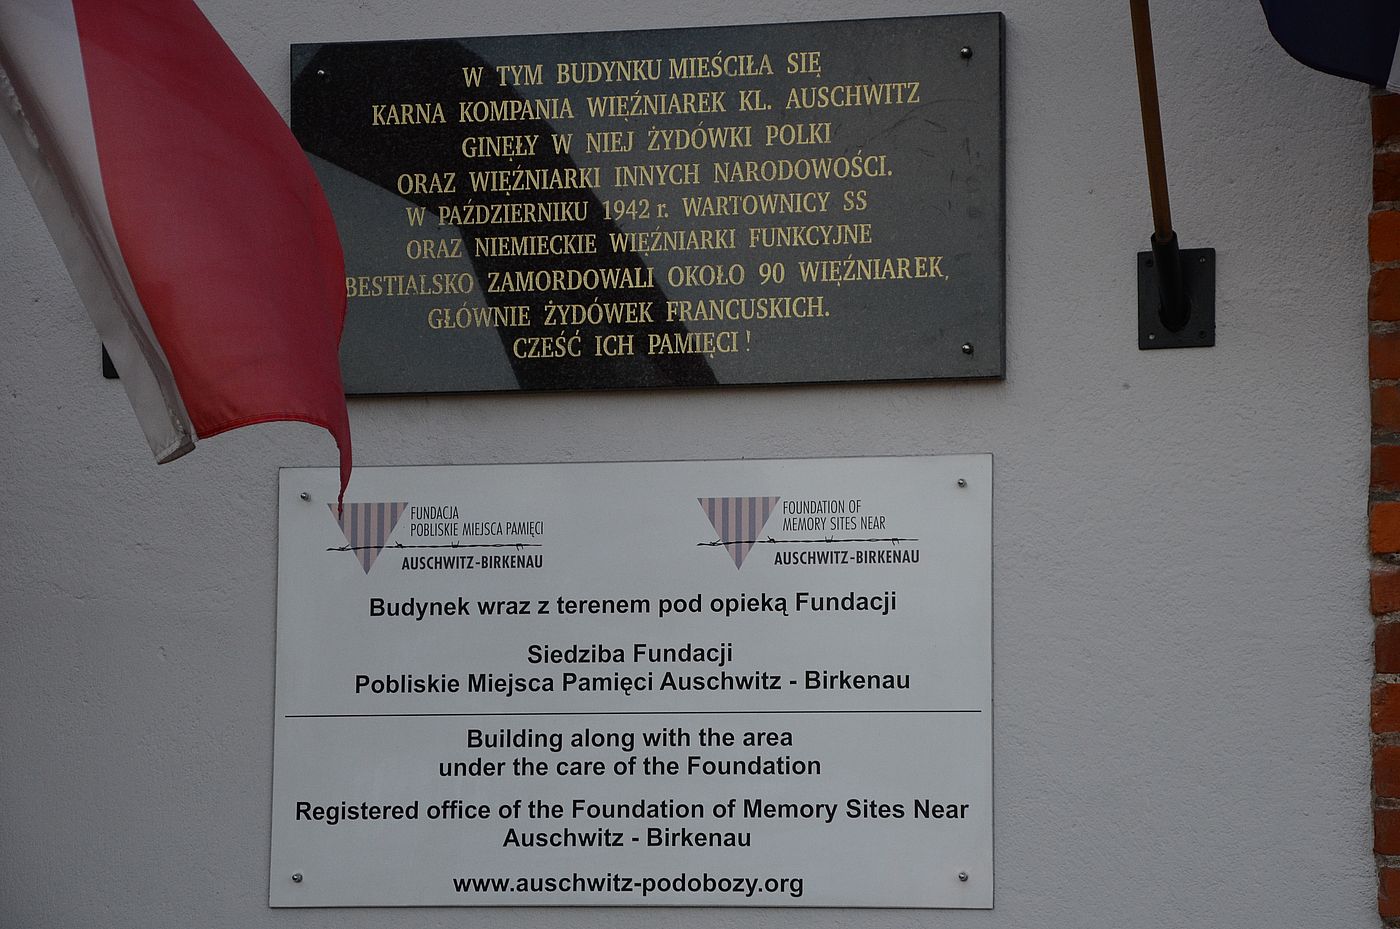 W TYM BUDYNKU MIEŚCIŁA SIĘ
KARNA KOMPANIA WIĘŹNIAREK KL. AUSCHWITZ
GINĘŁY W NIEJ ŻYDÓWKI POLKI
ORAZ WIĘŹNIARKI INNYCH NARODOWOŚCI.
W PAŹDZIERNIKU 1942 r. WARTOWNICY SS
ORAZ NIEMIECKIE WIĘŹNIARKI FUNKCYJNE
BESTIALSKO ZAMORDOWALI OKOŁO 90 WIĘŹNIAREK,
GŁÓWNIE ŻYDÓWEK FRANCUSKICH.
CZEŚĆ ICH PAMIĘCI !
FUNDACJA
POBLISKIE MIEJSCA PAMIĘCI
AUSCHWITZ-BIRKENAU
FOUNDATION OF
MEMORY SITES NEAR
AUSCHWITZ-BIRKENAU
Budynek wraz z terenem pod opieką Fundacji
Siedziba Fundacji
Pobliskie Miejsca Pamięci Auschwitz - Birkenau
Building along with the area
under the care of the Foundation
Registered office of the Foundation of Memory Sites Near
Auschwitz - Birkenau
www.auschwitz-podobozy.org